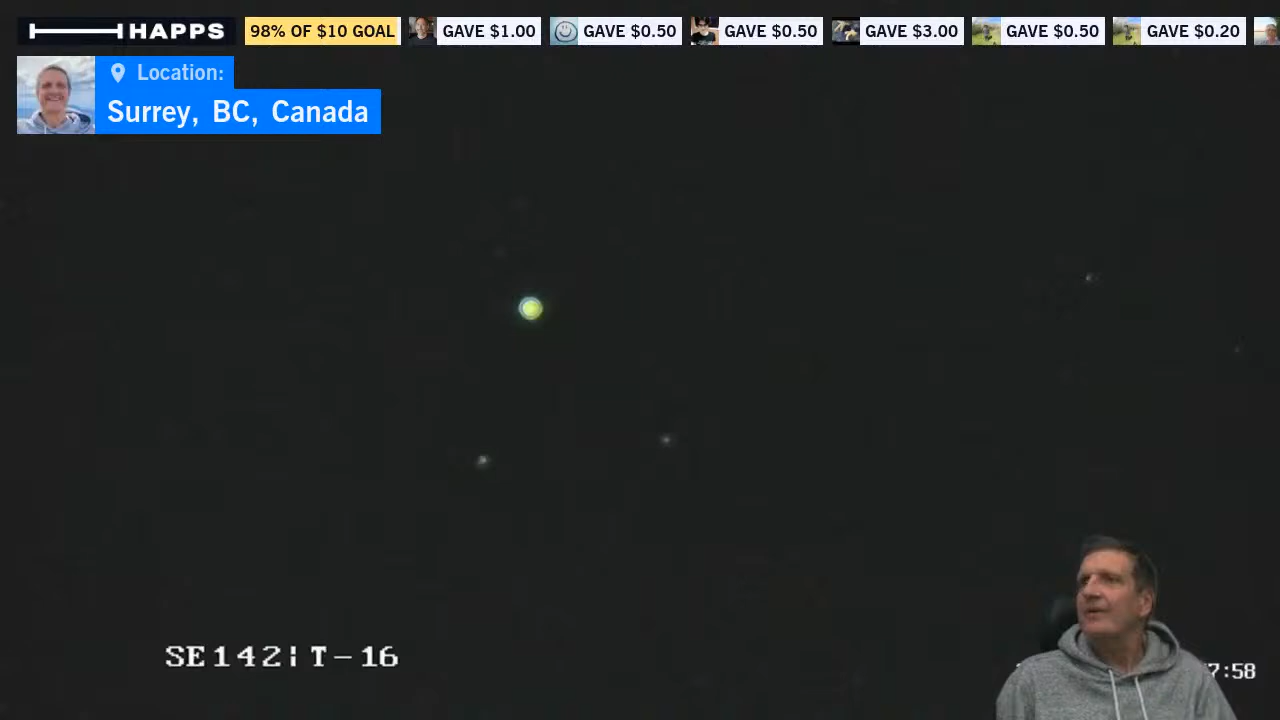 HAPPS 98% OF $10 GOAL GAVE $1.00 GAVE $0.50 GAVE $0.50 GAVE $3.00 GAVE $0.50 GAVE $0.20
Location:
Surrey, BC, Canada
SE142¦T-16
7:58